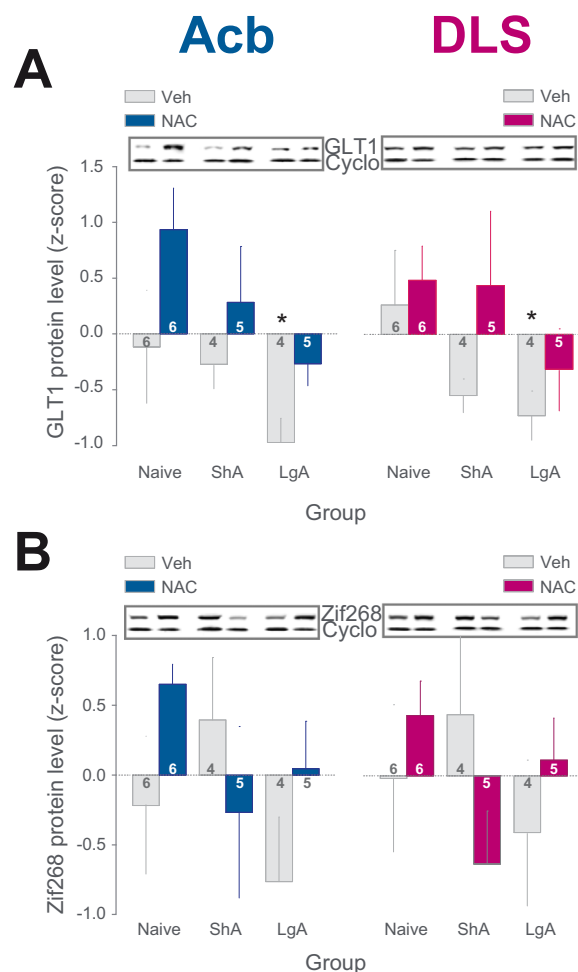 Acb DLS
A
Veh Veh
NAC NAC
GLT1
Cyclo
GLT1 protein level (z-score)
1.5
1.0
0.5
0.0
-0.5
-1.0
6 6 4 5 4 5 6 6 4 5 4 5
* *
Naive ShA LgA Naive ShA LgA
Group
B
Veh Veh
NAC NAC
Zif268
Cyclo
Zif268 protein level (z-score)
1.0
0.5
0.0
-0.5
-1.0
6 6 4 5 4 5 6 6 4 5 4 5
Naive ShA LgA Naive ShA LgA
Group